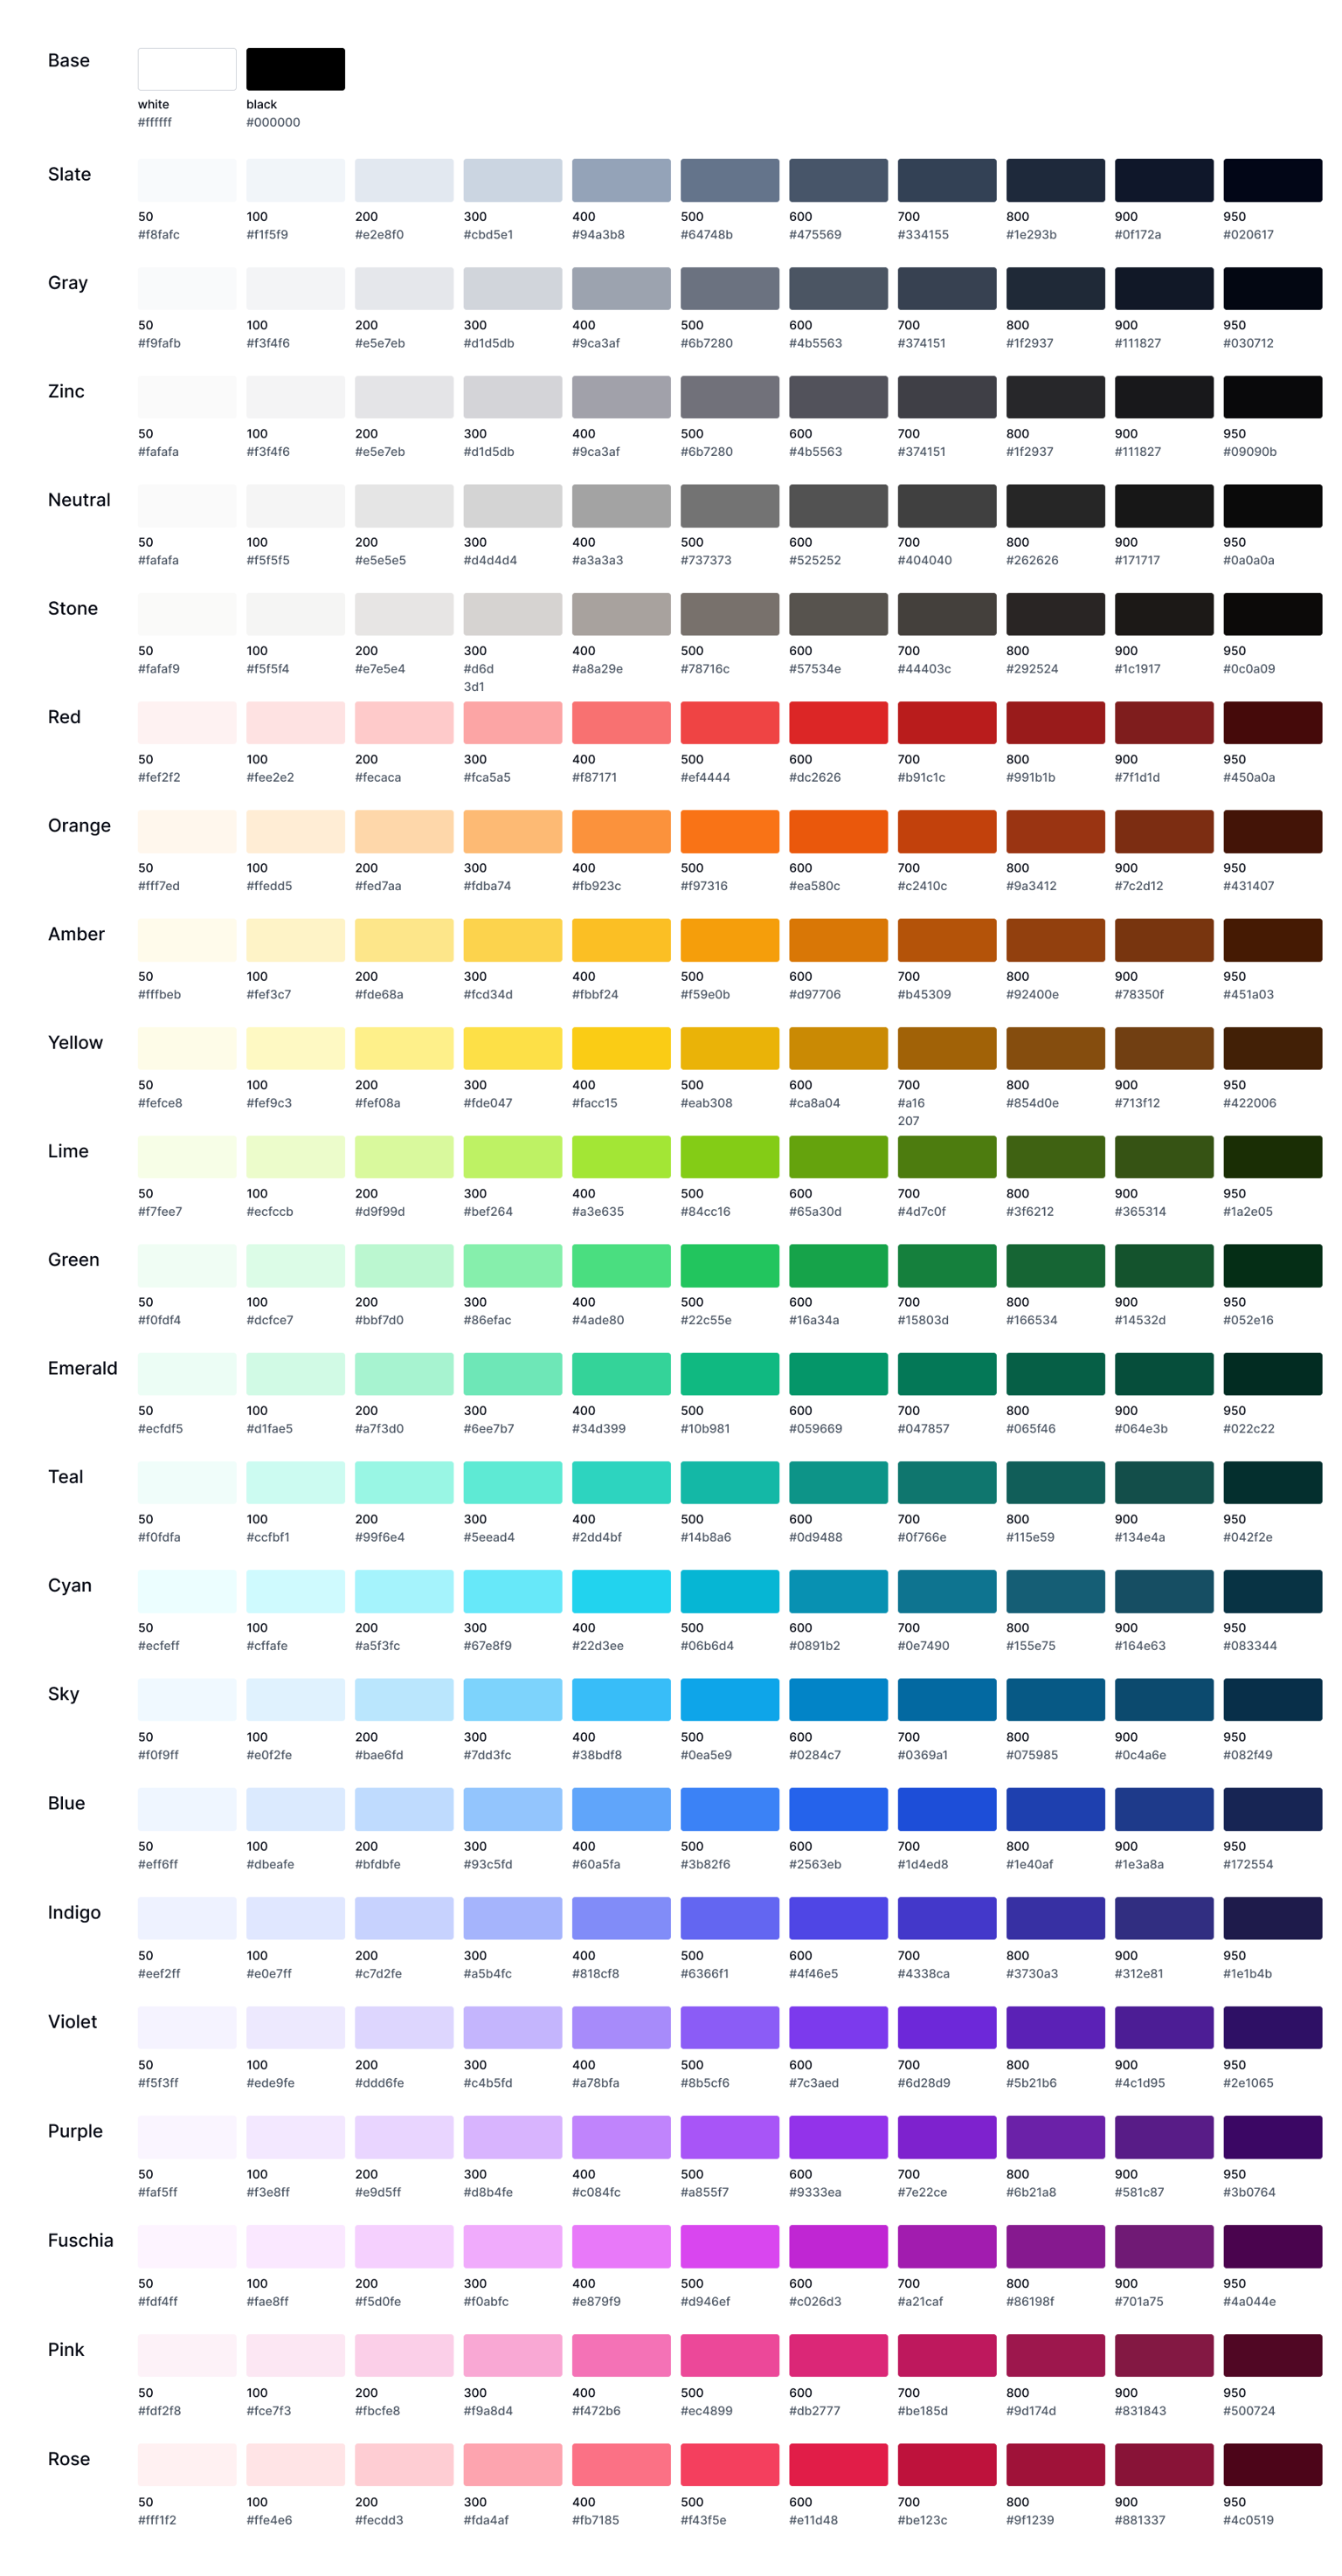 Base
white black
#ffffff #000000
Slate
50 100 200 300 400 500 600 700 800 900 950
#f8fafc #f1f5f9 #e2e8f0 #cbd5e1 #94a3b8 #64748b #475569 #334155 #1e293b #0f172a #020617
Gray
50 100 200 300 400 500 600 700 800 900 950
#f9fafb #f3f4f6 #e5e7eb #d1d5db #9ca3af #6b7280 #4b5563 #374151 #1f2937 #111827 #030712
Zinc
50 100 200 300 400 500 600 700 800 900 950
#fafafa #f3f4f6 #e5e7eb #d1d5db #9ca3af #6b7280 #4b5563 #374151 #1f2937 #111827 #09090b
Neutral
50 100 200 300 400 500 600 700 800 900 950
#fafafa #f5f5f5 #e5e5e5 #d4d4d4 #a3a3a3 #737373 #525252 #404040 #262626 #171717 #0a0a0a
Stone
50 100 200 300 400 500 600 700 800 900 950
#fafaf9 #f5f5f4 #e7e5e4 #d6d #a8a29e #78716c #57534e #44403c #292524 #1c1917 #0c0a09
3d1
Red
50 100 200 300 400 500 600 700 800 900 950
#fef2f2 #fee2e2 #fecaca #fca5a5 #f87171 #ef4444 #dc2626 #b91c1c #991b1b #7f1d1d #450a0a
Orange
50 100 200 300 400 500 600 700 800 900 950
#fff7ed #ffedd5 #fed7aa #fdba74 #fb923c #f97316 #ea580c #c2410c #9a3412 #7c2d12 #431407
Amber
50 100 200 300 400 500 600 700 800 900 950
#fffbeb #fef3c7 #fde68a #fcd34d #fbbf24 #f59e0b #d97706 #b45309 #92400e #78350f #451a03
Yellow
50 100 200 300 400 500 600 700 800 900 950
#fefce8 #fef9c3 #fef08a #fde047 #facc15 #eab308 #ca8a04 #a16 #854d0e #713f12 #422006
207
Lime
50 100 200 300 400 500 600 700 800 900 950
#f7fee7 #ecfccb #d9f99d #bef264 #a3e635 #84cc16 #65a30d #4d7c0f #3f6212 #365314 #1a2e05
Green
50 100 200 300 400 500 600 700 800 900 950
#f0fdf4 #dcfce7 #bbf7d0 #86efac #4ade80 #22c55e #16a34a #15803d #166534 #14532d #052e16
Emerald
50 100 200 300 400 500 600 700 800 900 950
#ecfdf5 #d1fae5 #a7f3d0 #6ee7b7 #34d399 #10b981 #059669 #047857 #065f46 #064e3b #022c22
Teal
50 100 200 300 400 500 600 700 800 900 950
#f0fdfa #ccfbf1 #99f6e4 #5eead4 #2dd4bf #14b8a6 #0d9488 #0f766e #115e59 #134e4a #042f2e
Cyan
50 100 200 300 400 500 600 700 800 900 950
#ecfeff #cffafe #a5f3fc #67e8f9 #22d3ee #06b6d4 #0891b2 #0e7490 #155e75 #164e63 #083344
Sky
50 100 200 300 400 500 600 700 800 900 950
#f0f9ff #e0f2fe #bae6fd #7dd3fc #38bdf8 #0ea5e9 #0284c7 #0369a1 #075985 #0c4a6e #082f49
Blue
50 100 200 300 400 500 600 700 800 900 950
#eff6ff #dbeafe #bfdbfe #93c5fd #60a5fa #3b82f6 #2563eb #1d4ed8 #1e40af #1e3a8a #172554
Indigo
50 100 200 300 400 500 600 700 800 900 950
#eef2ff #e0e7ff #c7d2fe #a5b4fc #818cf8 #6366f1 #4f46e5 #4338ca #3730a3 #312e81 #1e1b4b
Violet
50 100 200 300 400 500 600 700 800 900 950
#f5f3ff #ede9fe #ddd6fe #c4b5fd #a78bfa #8b5cf6 #7c3aed #6d28d9 #5b21b6 #4c1d95 #2e1065
Purple
50 100 200 300 400 500 600 700 800 900 950
#faf5ff #f3e8ff #e9d5ff #d8b4fe #c084fc #a855f7 #9333ea #7e22ce #6b21a8 #581c87 #3b0764
Fuschia
50 100 200 300 400 500 600 700 800 900 950
#fdf4ff #fae8ff #f5d0fe #f0abfc #e879f9 #d946ef #c026d3 #a21caf #86198f #701a75 #4a044e
Pink
50 100 200 300 400 500 600 700 800 900 950
#fdf2f8 #fce7f3 #fbcfe8 #f9a8d4 #f472b6 #ec4899 #db2777 #be185d #9d174d #831843 #500724
Rose
50 100 200 300 400 500 600 700 800 900 950
#fff1f2 #ffe4e6 #fecdd3 #fda4af #fb7185 #f43f5e #e11d48 #be123c #9f1239 #881337 #4c0519